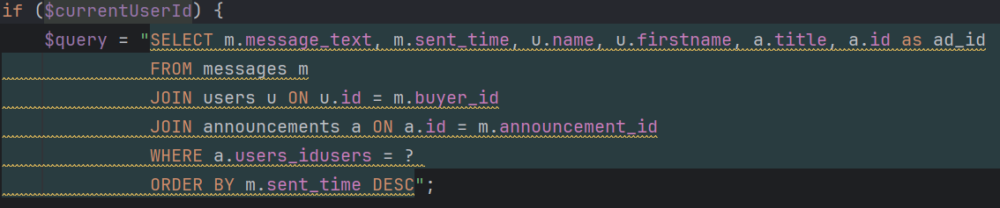 if ($currentUserId) {
    $query = "SELECT m.message_text, m.sent_time, u.name, u.firstname, a.title, a.id as ad_id
              FROM messages m
              JOIN users u ON u.id = m.buyer_id
              JOIN announcements a ON a.id = m.announcement_id
              WHERE a.users_idusers = ?
              ORDER BY m.sent_time DESC";